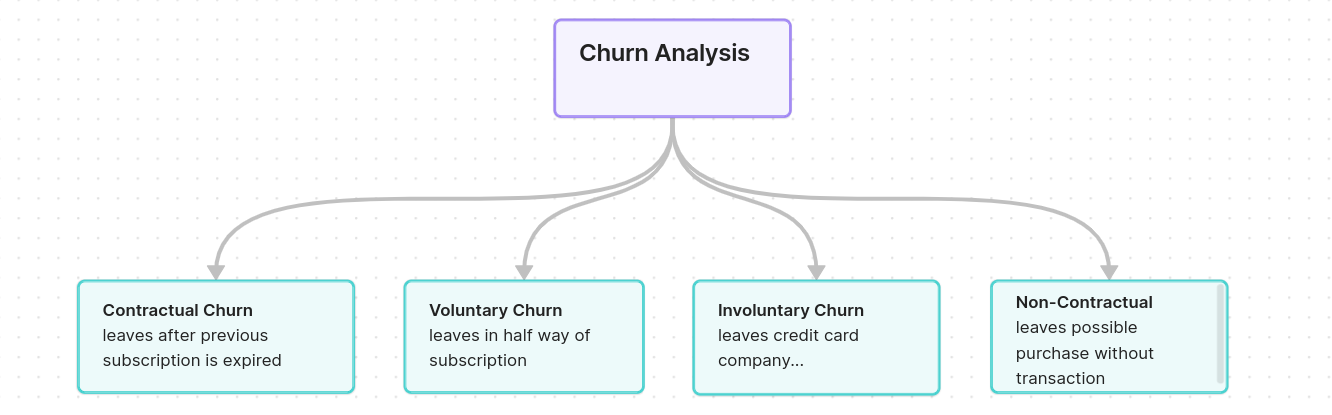 Churn Analysis
Contractual Churn
leaves after previous
subscription is expired
Voluntary Churn
leaves in half way of
subscription
Involuntary Churn
leaves credit card
company...
Non-Contractual
leaves possible
purchase without
transaction